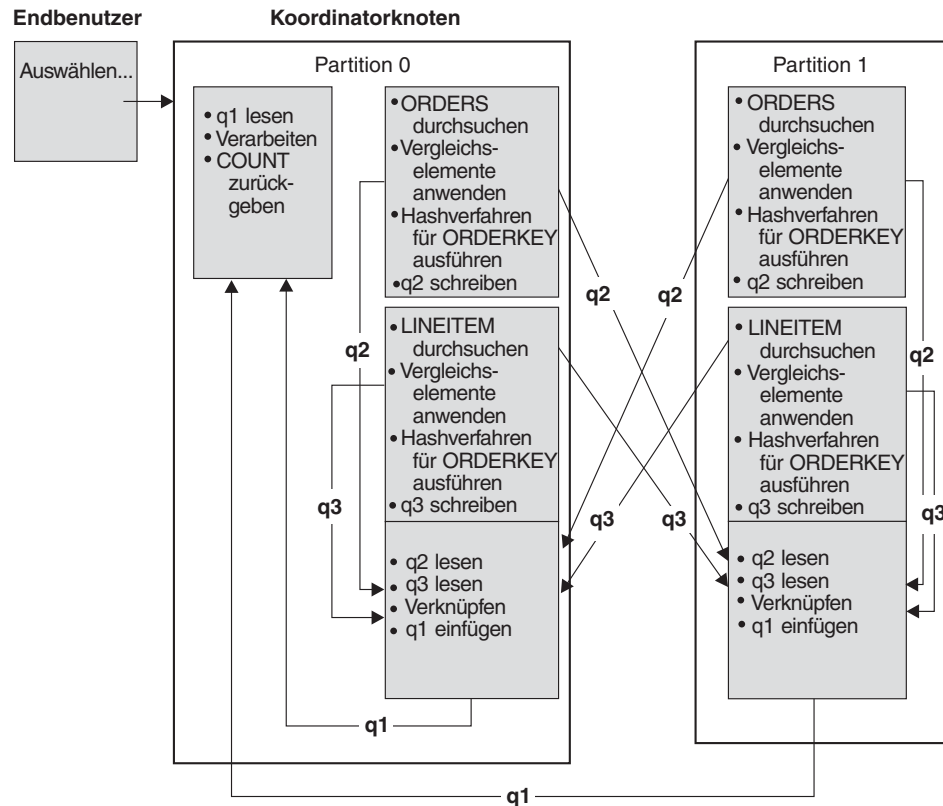 Endbenutzer
Koordinatorknoten
Auswählen...
Partition 0
• q1 lesen
• Verarbeiten
• COUNT
zurück-
geben
• ORDERS
durchsuchen
• Vergleichs-
elemente
anwenden
• Hashverfahren
für ORDERKEY
ausführen
• q2 schreiben
• LINEITEM
durchsuchen
• Vergleichs-
elemente
anwenden
• Hashverfahren
für ORDERKEY
ausführen
• q3 schreiben
• q2 lesen
• q3 lesen
• Verknüpfen
• q1 einfügen
q2
q3
q1
q2
q2
q3
q3
Partition 1
• ORDERS
durchsuchen
• Vergleichs-
elemente
anwenden
• Hashverfahren
für ORDERKEY
ausführen
• q2 schreiben
• LINEITEM
durchsuchen
• Vergleichs-
elemente
anwenden
• Hashverfahren
für ORDERKEY
ausführen
• q3 schreiben
• q2 lesen
• q3 lesen
• Verknüpfen
• q1 einfügen
q2
q3
q1